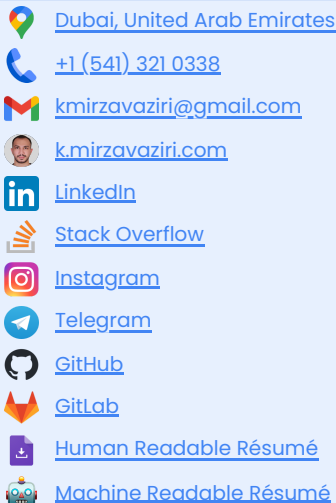 Dubai, United Arab Emirates
+1 (541) 321 0338
kmirzavaziri@gmail.com
k.mirzavaziri.com
LinkedIn
Stack Overflow
Instagram
Telegram
GitHub
GitLab
Human Readable Résumé
Machine Readable Résumé